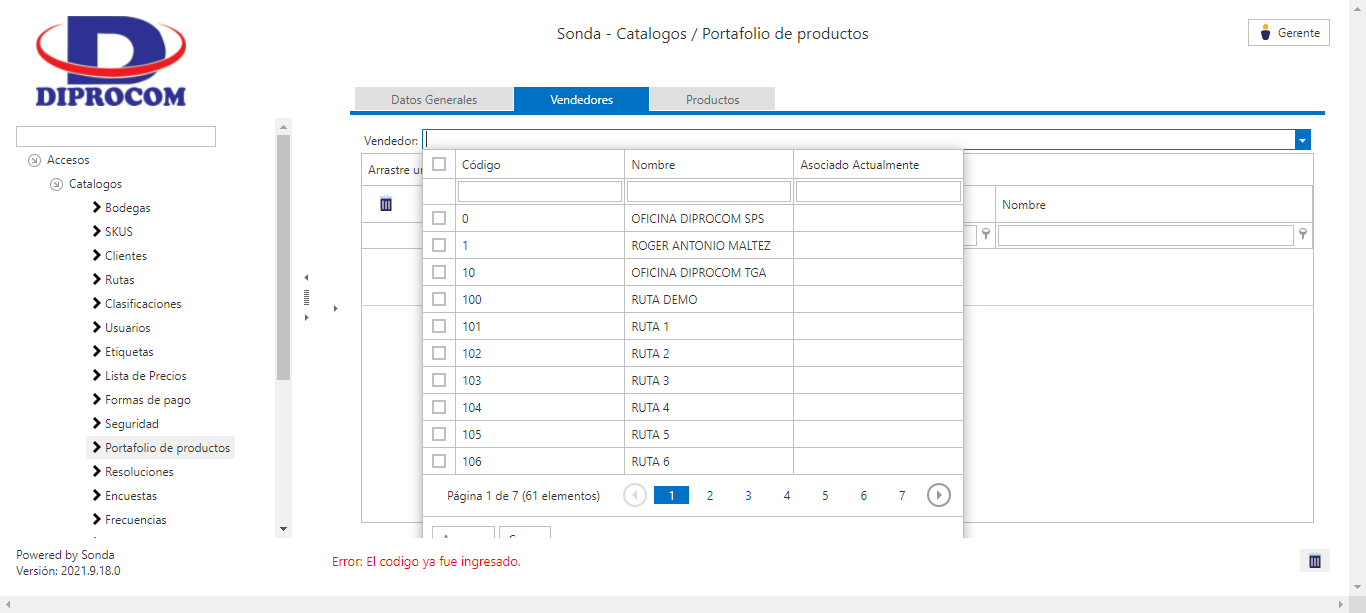 DIPROCOM
Sonda - Catalogos / Portafolio de productos
Gerente
Datos Generales
Vendedores
Productos
Accesos
Catalogos
Bodegas
SKUS
Clientes
Rutas
Clasificaciones
Usuarios
Etiquetas
Lista de Precios
Formas de pago
Seguridad
Portafolio de productos
Resoluciones
Encuestas
Frecuencias
Vendedor:
Arrastre
Nombre
Código Nombre Asociado Actualmente
0 OFICINA DIPROCOM SPS
1 ROGER ANTONIO MALTEZ
10 OFICINA DIPROCOM TGA
100 RUTA DEMO
101 RUTA 1
102 RUTA 2
103 RUTA 3
104 RUTA 4
105 RUTA 5
106 RUTA 6
Página 1 de 7 (61 elementos) 1 2 3 4 5 6 7
Powered by Sonda
Versión: 2021.9.18.0
Error: El codigo ya fue ingresado.